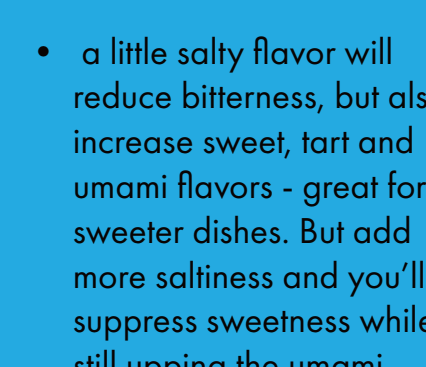 • a little salty flavor will
reduce bitterness, but als
increase sweet, tart and
umami flavors - great for
sweeter dishes. But add
more saltiness and you'll
suppress sweetness while
still upping the umami